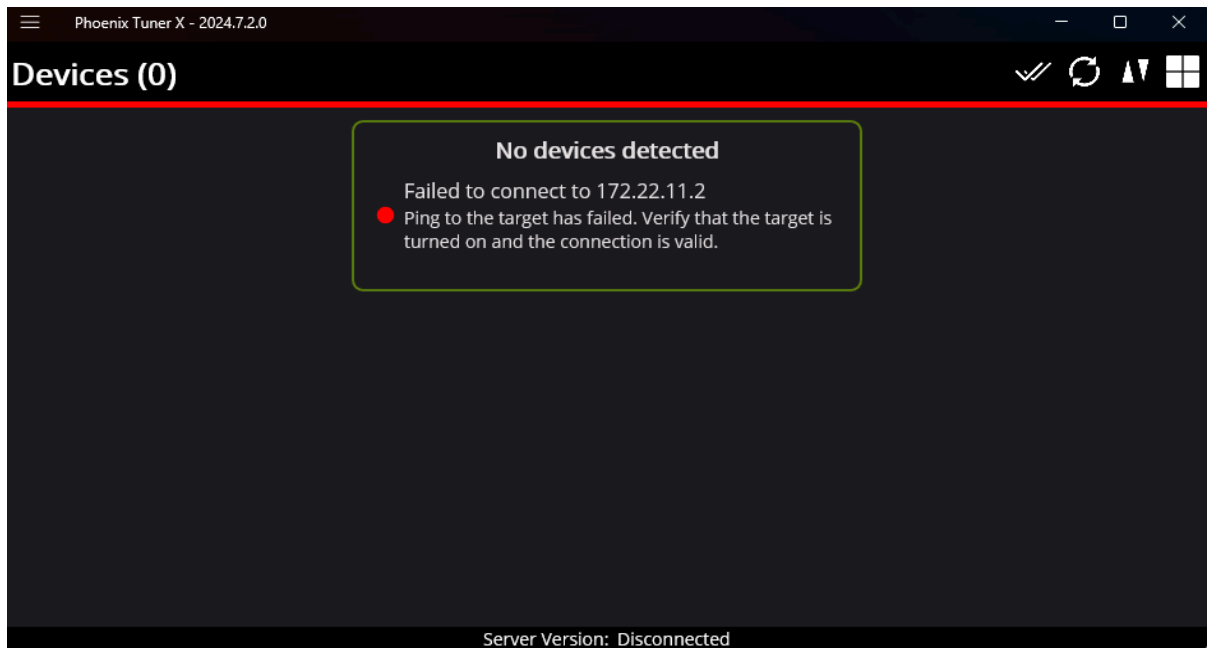 Phoenix Tuner X - 2024.7.2.0
Devices (0)
No devices detected
Failed to connect to 172.22.11.2
Ping to the target has failed. Verify that the target is
turned on and the connection is valid.
Server Version: Disconnected